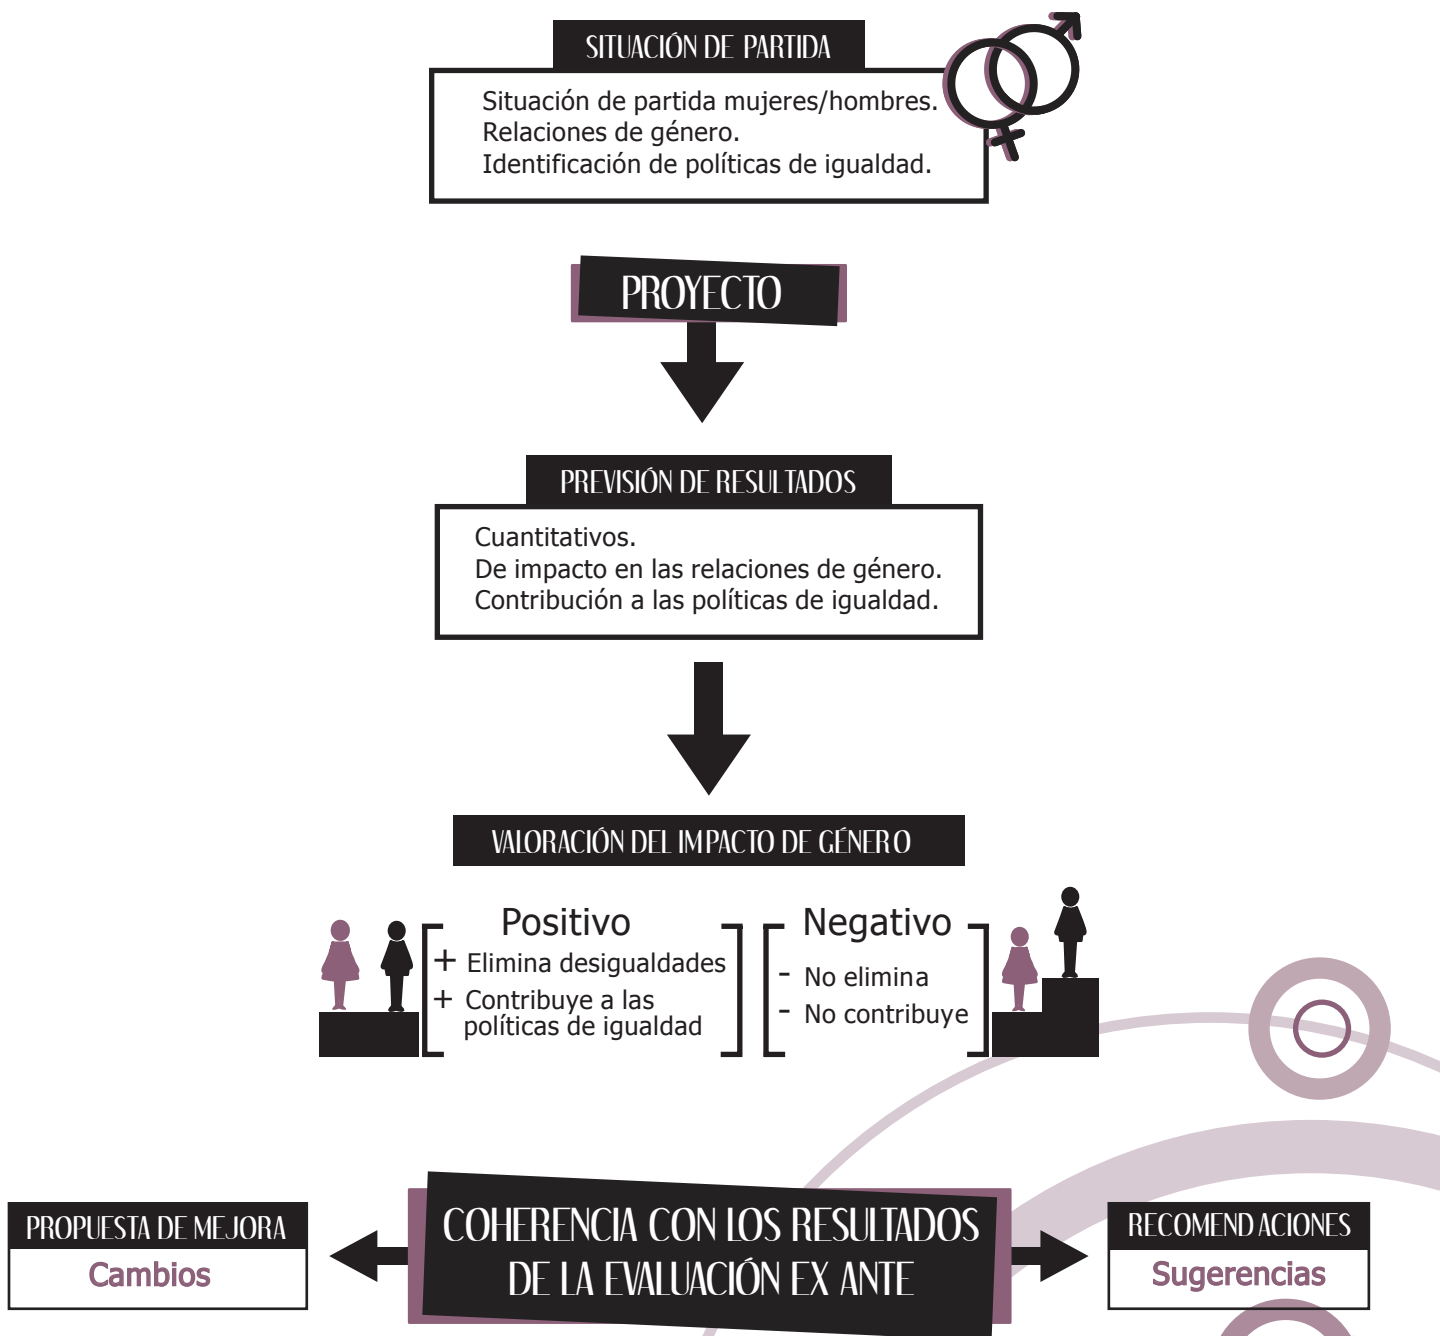 SITUACIÓN DE PARTIDA
Situación de partida mujeres/hombres.
Relaciones de género.
Identificación de políticas de igualdad.
PROYECTO
PREVISIÓN DE RESULTADOS
Cuantitativos.
De impacto en las relaciones de género.
Contribución a las políticas de igualdad.
VALORACIÓN DEL IMPACTO DE GÉNERO
Positivo
+ Elimina desigualdades
+ Contribuye a las
políticas de igualdad
Negativo
- No elimina
- No contribuye
PROPUESTA DE MEJORA
Cambios
COHERENCIA CON LOS RESULTADOS
DE LA EVALUACIÓN EX ANTE
RECOMENDACIONES
Sugerencias